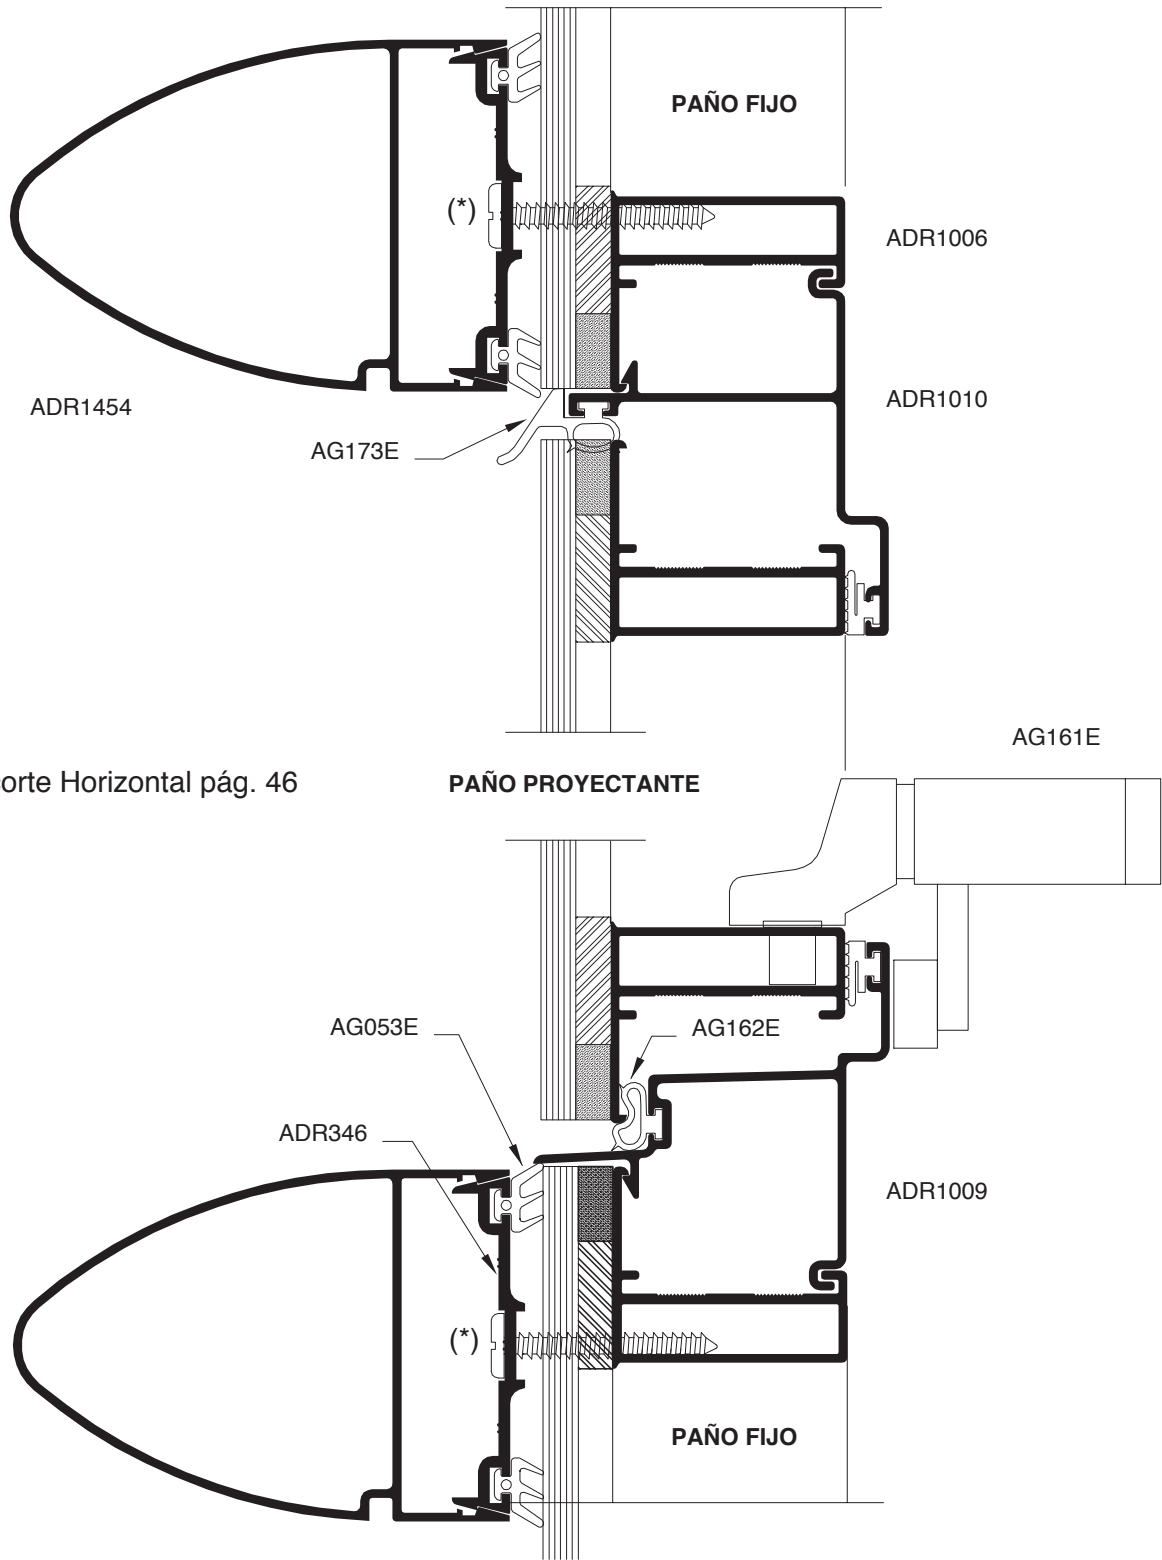 PAÑO FIJO
(*)
ADR1006
ADR1454
ADR1010
AG173E
AG161E
orte Horizontal pág. 46
PAÑO PROYECTANTE
AG053E
AG162E
ADR346
ADR1009
(*)
PAÑO FIJO